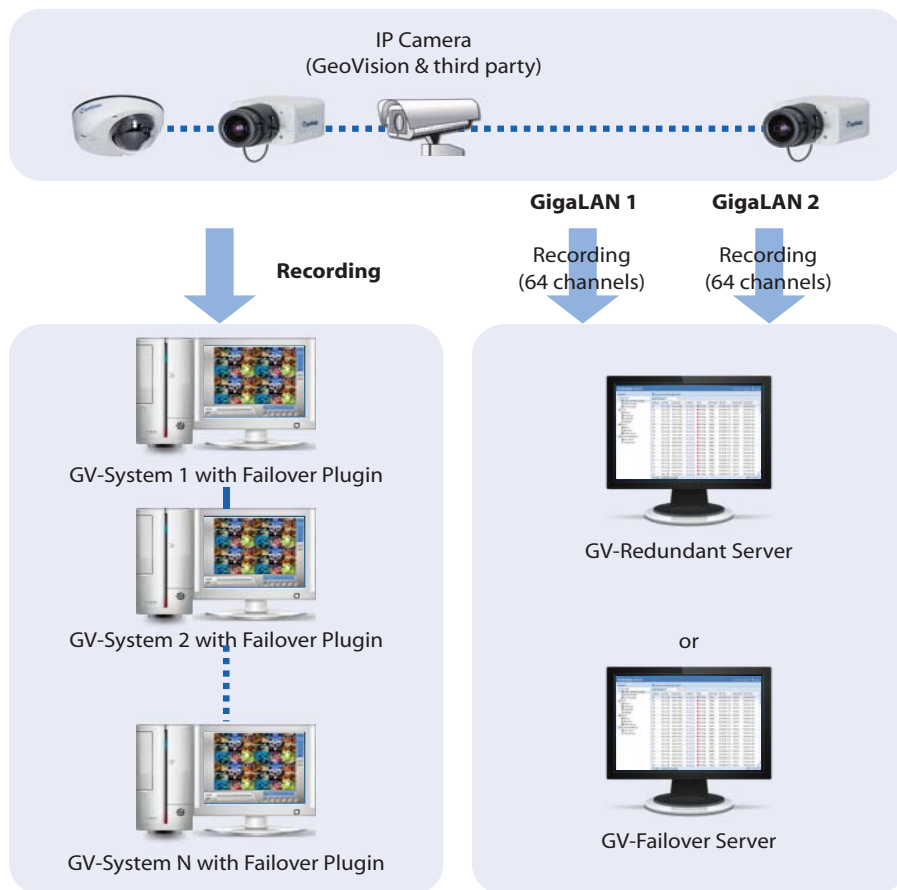 IP Camera
(GeoVision & third party)
GigaLAN 1
GigaLAN 2
Recording
Recording
(64 channels)
Recording
(64 channels)
GV-System 1 with Failover Plugin
GV-System 2 with Failover Plugin
GV-System N with Failover Plugin
GV-Redundant Server
or
GV-Failover Server